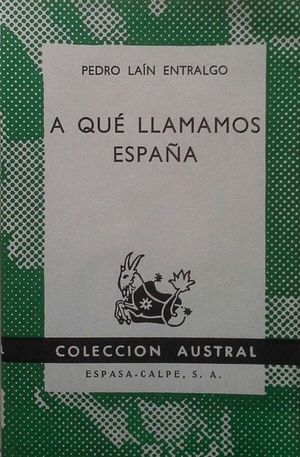 PEDRO LAÍN ENTRALGO
A QUÉ LLAMAMOS
ESPAÑA
COLECCION AUSTRAL
ESPASA-CALPE, S. A.